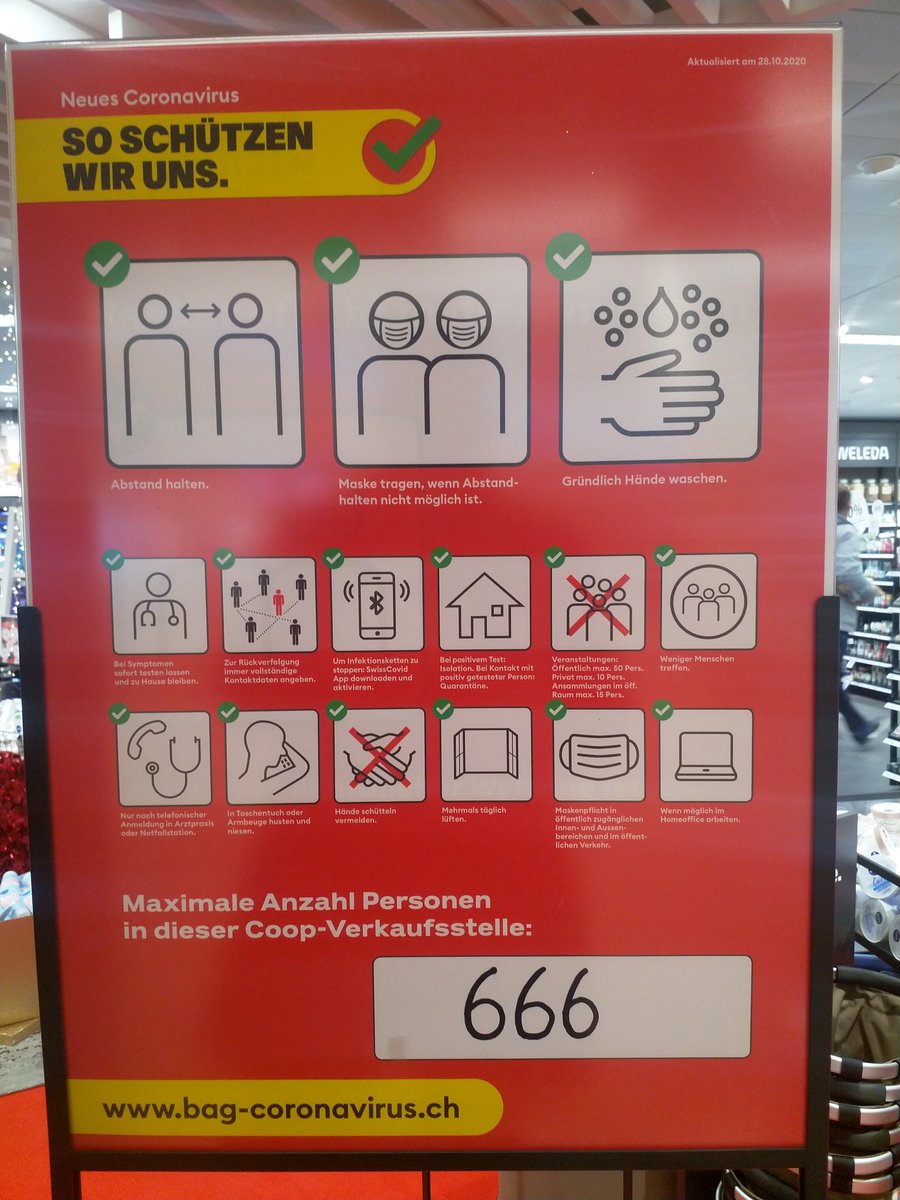 Aktualisiert am 28.10.2020
Neues Coronavirus
SO SCHÜTZEN
WIR UNS.
Abstand halten.
Maske tragen, wenn Abstand-
halten nicht möglich ist.
Gründlich Hände waschen.
WELEDA
Bei Symptomen
sofort testen lassen
und zu Hause bleiben.
Zur Rückverfolgung
immer vollständige
Kontaktdaten angeben.
Um Infektionsketten zu
stoppen: SwissCovid
App downloaden und
aktivieren.
Bei positivem Test:
Isolation. Bei Kontakt mit
positiv getesteter Person:
Quarantäne.
Veranstaltungen:
Öffentlich max. 50 Pers.
Privat max. 10 Pers.
Ansammlungen im öff.
Raum max. 15 Pers.
Weniger Menschen
treffen.
Nur nach telefonischer
Anmeldung in Arztpraxis
oder Notfallstation.
In Taschentuch oder
Armbeuge husten und
niesen.
Hände schütteln
vermeiden.
Mehrmals täglich
lüften.
Maskenpflicht in
öffentlich zugänglichen
Innen- und Aussen-
bereichen und im öffent-
lichen Verkehr.
Wenn möglich im
Homeoffice arbeiten.
Maximale Anzahl Personen
in dieser Coop-Verkaufsstelle:
666
www.bag-coronavirus.ch